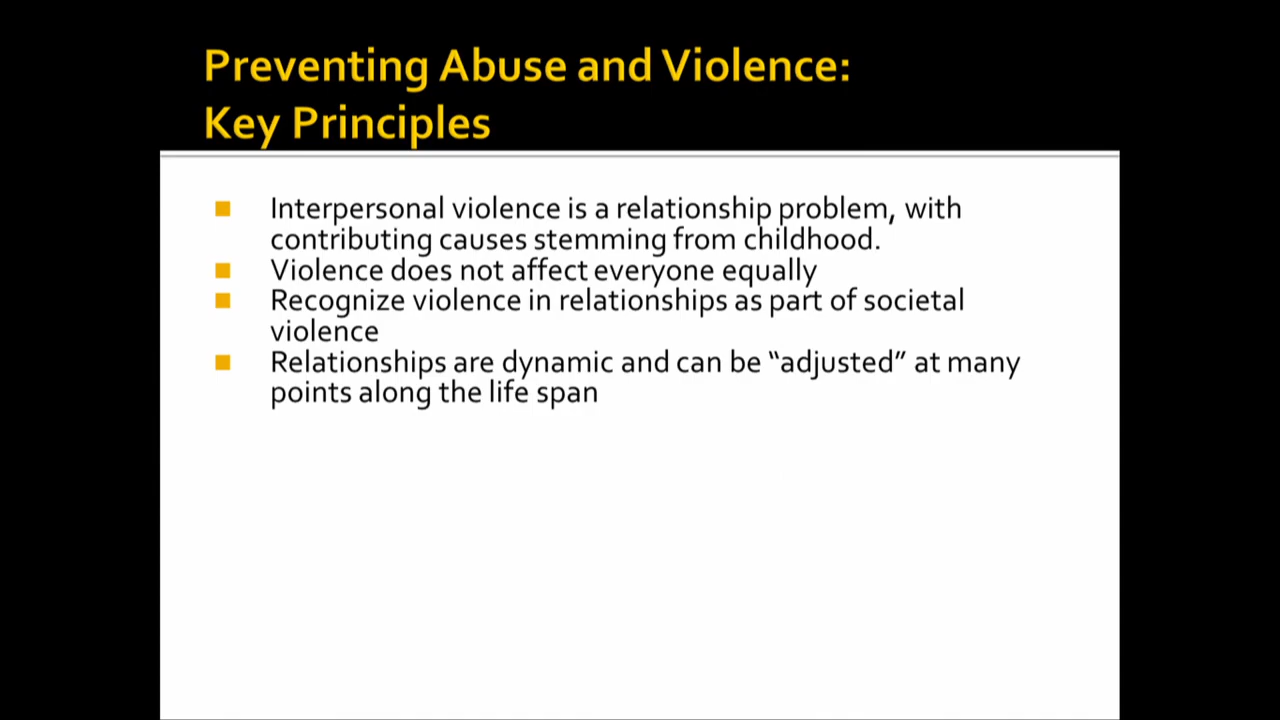 Preventing Abuse and Violence:
Key Principles
Interpersonal violence is a relationship problem, with
contributing causes stemming from childhood.
Violence does not affect everyone equally
Recognize violence in relationships as part of societal
violence
Relationships are dynamic and can be “adjusted” at many
points along the life span